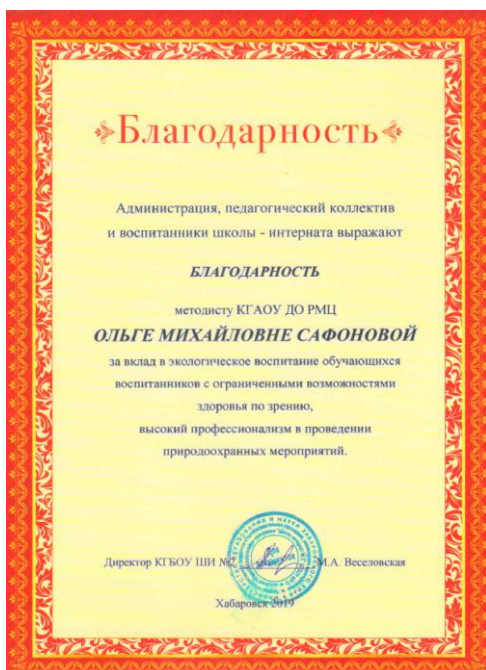 Благодарность
Администрация, педагогический коллектив
и воспитанники школы - интерната выражают
БЛАГОДАРНОСТЬ
методисту КГАОУ ДО РМЦ
ОЛЬГЕ МИХАЙЛОВНЕ САФОНОВОЙ
за вклад в экологическое воспитание обучающихся
воспитанников с ограниченными возможностями
здоровья по зрению,
высокий профессионализм в проведении
природоохранных мероприятий.
Директор КГБОУ ШИ М.А. Веселовская
Хабаровск 2019